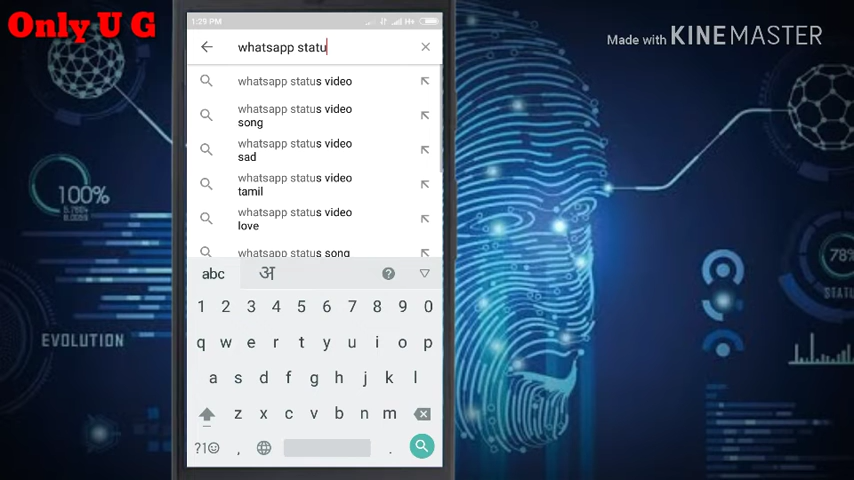 Only U G
Made with KINEMASTER
1:29 PM
H+
whatsapp statu
whatsapp status video
whatsapp status video
song
whatsapp status video
sad
whatsapp status video
tamil
whatsapp status video
love
whatsapp status song
abc
अ
1 2 3 4 5 6 7 8 9 0
q w e r t y u i o p
a s d f g h j k l
z x c v b n m
?1☺ , .
100%
EVOLUTION
78%